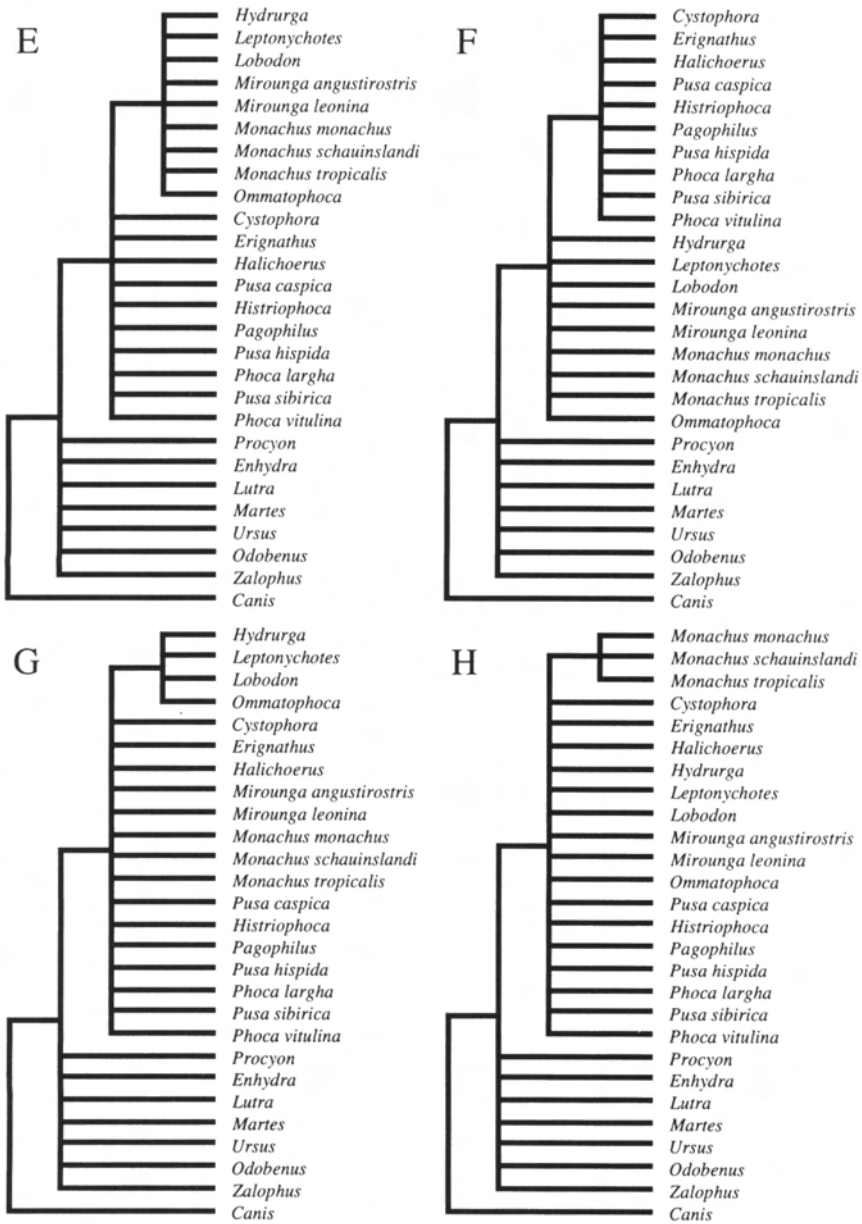 E
Hydrurga
Leptonychotes
Lobodon
Mirounga angustirostris
Mirounga leonina
Monachus monachus
Monachus schauinslandi
Monachus tropicalis
Ommatophoca
Cystophora
Erignathus
Halichoerus
Pusa caspica
Histriophoca
Pagophilus
Pusa hispida
Phoca largha
Pusa sibirica
Phoca vitulina
Procyon
Enhydra
Lutra
Martes
Ursus
Odobenus
Zalophus
Canis
F
Cystophora
Erignathus
Halichoerus
Pusa caspica
Histriophoca
Pagophilus
Pusa hispida
Phoca largha
Pusa sibirica
Phoca vitulina
Hydrurga
Leptonychotes
Lobodon
Mirounga angustirostris
Mirounga leonina
Monachus monachus
Monachus schauinslandi
Monachus tropicalis
Ommatophoca
Procyon
Enhydra
Lutra
Martes
Ursus
Odobenus
Zalophus
Canis
G
Hydrurga
Leptonychotes
Lobodon
Ommatophoca
Cystophora
Erignathus
Halichoerus
Mirounga angustirostris
Mirounga leonina
Monachus monachus
Monachus schauinslandi
Monachus tropicalis
Pusa caspica
Histriophoca
Pagophilus
Pusa hispida
Phoca largha
Pusa sibirica
Phoca vitulina
Procyon
Enhydra
Lutra
Martes
Ursus
Odobenus
Zalophus
Canis
H
Monachus monachus
Monachus schauinslandi
Monachus tropicalis
Cystophora
Erignathus
Halichoerus
Hydrurga
Leptonychotes
Lobodon
Mirounga angustirostris
Mirounga leonina
Ommatophoca
Pusa caspica
Histriophoca
Pagophilus
Pusa hispida
Phoca largha
Pusa sibirica
Phoca vitulina
Procyon
Enhydra
Lutra
Martes
Ursus
Odobenus
Zalophus
Canis